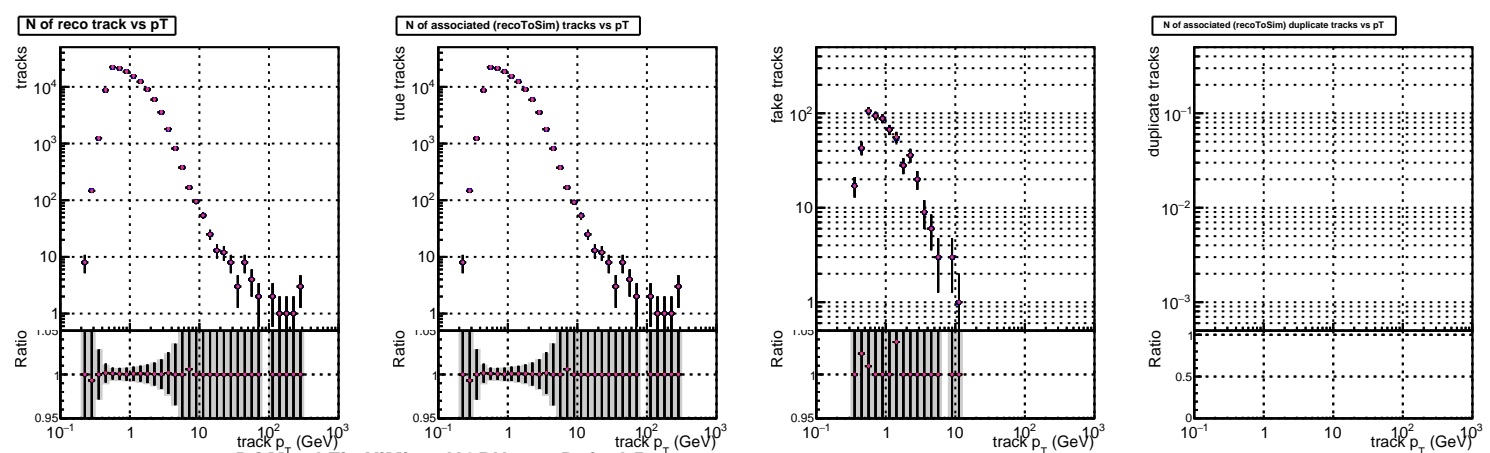 N of reco track vs pT
tracks
10⁴
10³
10²
10
1
Ratio
1.05
1
0.95
10⁻¹ 1 10 10² 10³
track p_T (GeV)
N of associated (recoToSim) tracks vs pT
true tracks
10⁴
10³
10²
10
1
Ratio
1.05
1
0.95
10⁻¹ 1 10 10² 10³
track p_T (GeV)
fake tracks
10²
10
1
Ratio
1.05
1
0.95
10⁻¹ 1 10 10² 10³
track p_T (GeV)
N of associated (recoToSim) duplicate tracks vs pT
duplicate tracks
10⁻¹
10⁻²
10⁻³
Ratio
1
0.5
0
10⁻¹ 1 10 10² 10³
track p_T (GeV)